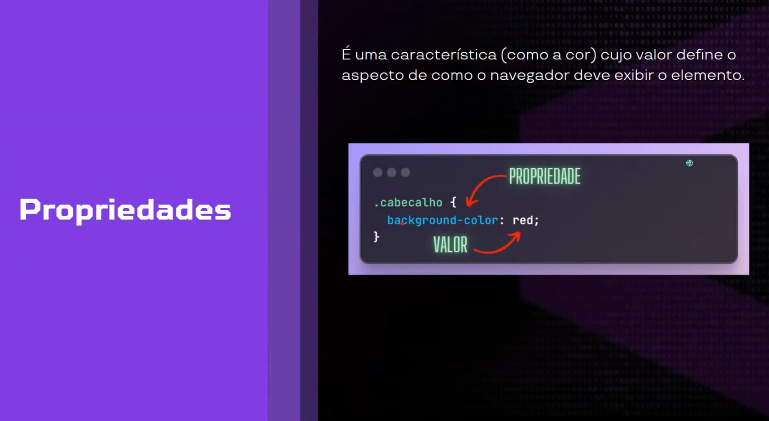 Propriedades
É uma característica (como a cor) cujo valor define o
aspecto de como o navegador deve exibir o elemento.
PROPRIEDADE
.cabecalho {
background-color: red;
}
VALOR